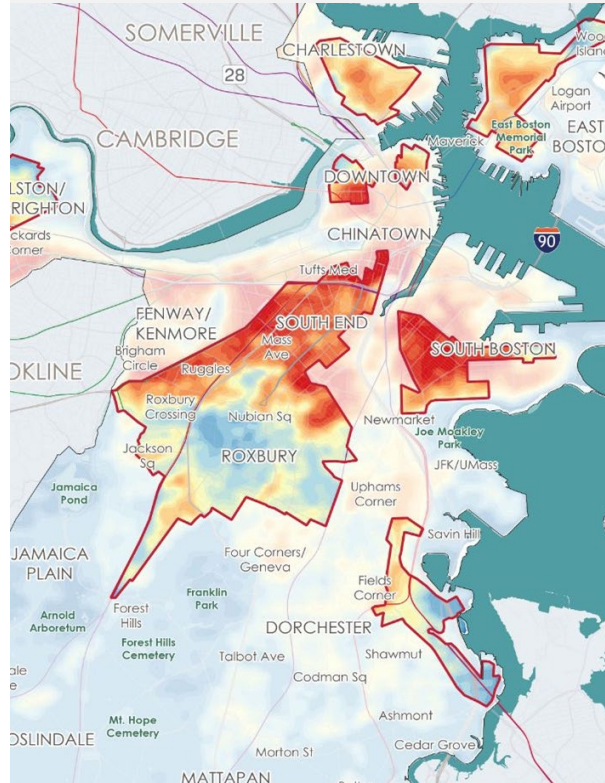 SOMERVILLE
CHARLESTOWN
28
Logan
Airport
CAMBRIDGE
East Boston
Memorial
Park
EAST
Maverick
DOWNTOWN
CHINATOWN
90
Tufts Med
FENWAY/
KENMORE
SOUTH END
Mass
Ave
SOUTH BOSTON
Brigham
Circle
Ruggles
Roxbury
Crossing
Nubian Sq
Newmarket
Joe Moakley
Park
Jackson
Sq
ROXBURY
JFK/UMass
Jamaica
Pond
Uphams
Corner
Savin Hill
JAMAICA
PLAIN
Four Corners/
Geneva
Fields
Corner
Franklin
Park
Arnold
Arboretum
Forest
Hills
Forest Hills
Cemetery
DORCHESTER
Talbot Ave
Shawmut
Codman Sq
Mt. Hope
Cemetery
Ashmont
OSLINDALE
Cedar Grove
Morton St
MATTAPAN